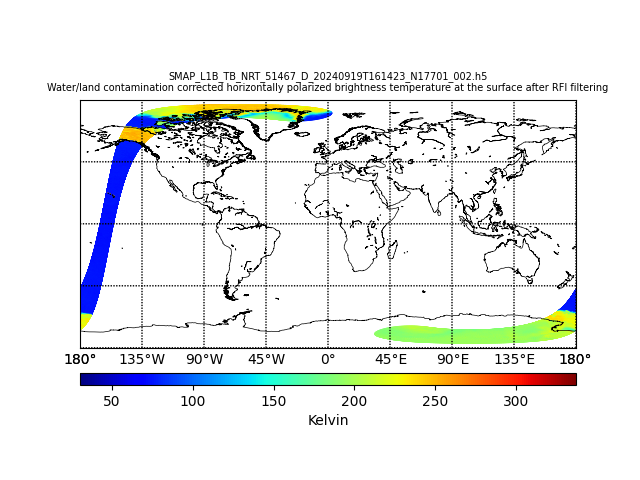 SMAP_L1B_TB_NRT_51467_D_20240919T161423_N17701_002.h5
Water/land contamination corrected horizontally polarized brightness temperature at the surface after RFI filtering
180° 135°W 90°W 45°W 0° 45°E 90°E 135°E 180°
50 100 150 200 250 300
Kelvin